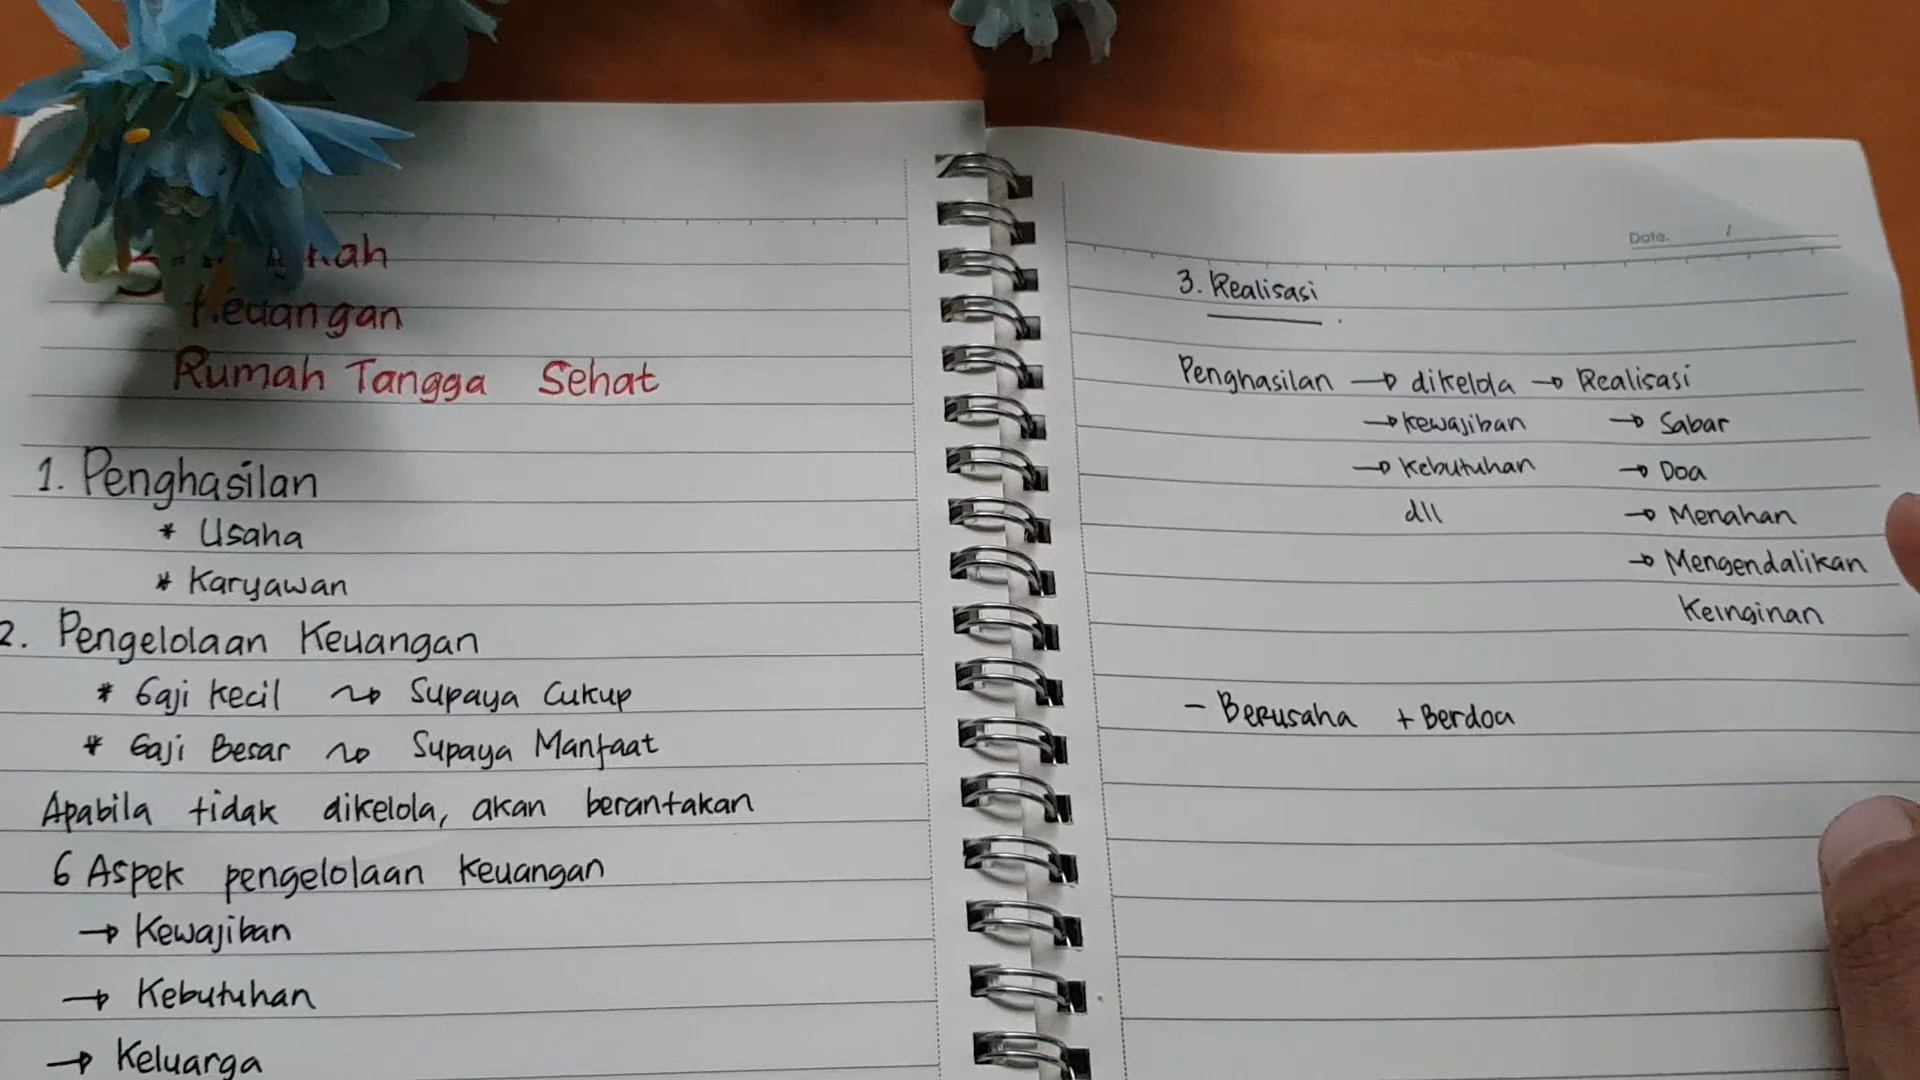 3.
Keuangan
Rumah Tangga Sehat
1. Penghasilan
* Usaha
* Karyawan
2. Pengelolaan Keuangan
* Gaji kecil ~> Supaya Cukup
* Gaji Besar ~> Supaya Manfaat
Apabila tidak dikelola, akan berantakan
6 Aspek pengelolaan keuangan
→ Kewajiban
→ Kebutuhan
→ Keluarga
Date. /
3. Realisasi
Penghasilan → dikelola → Realisasi
→ kewajiban → Sabar
→ kebutuhan → Doa
dll → Menahan
→ Mengendalikan
Keinginan
- Berusaha + Berdoa